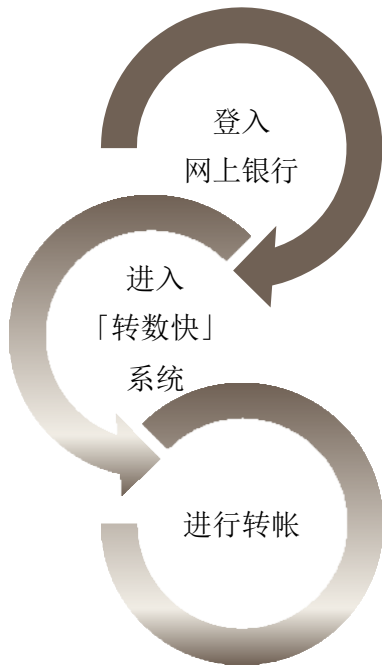 登入
网上银行
进入
「转数快」
系统
进行转帐